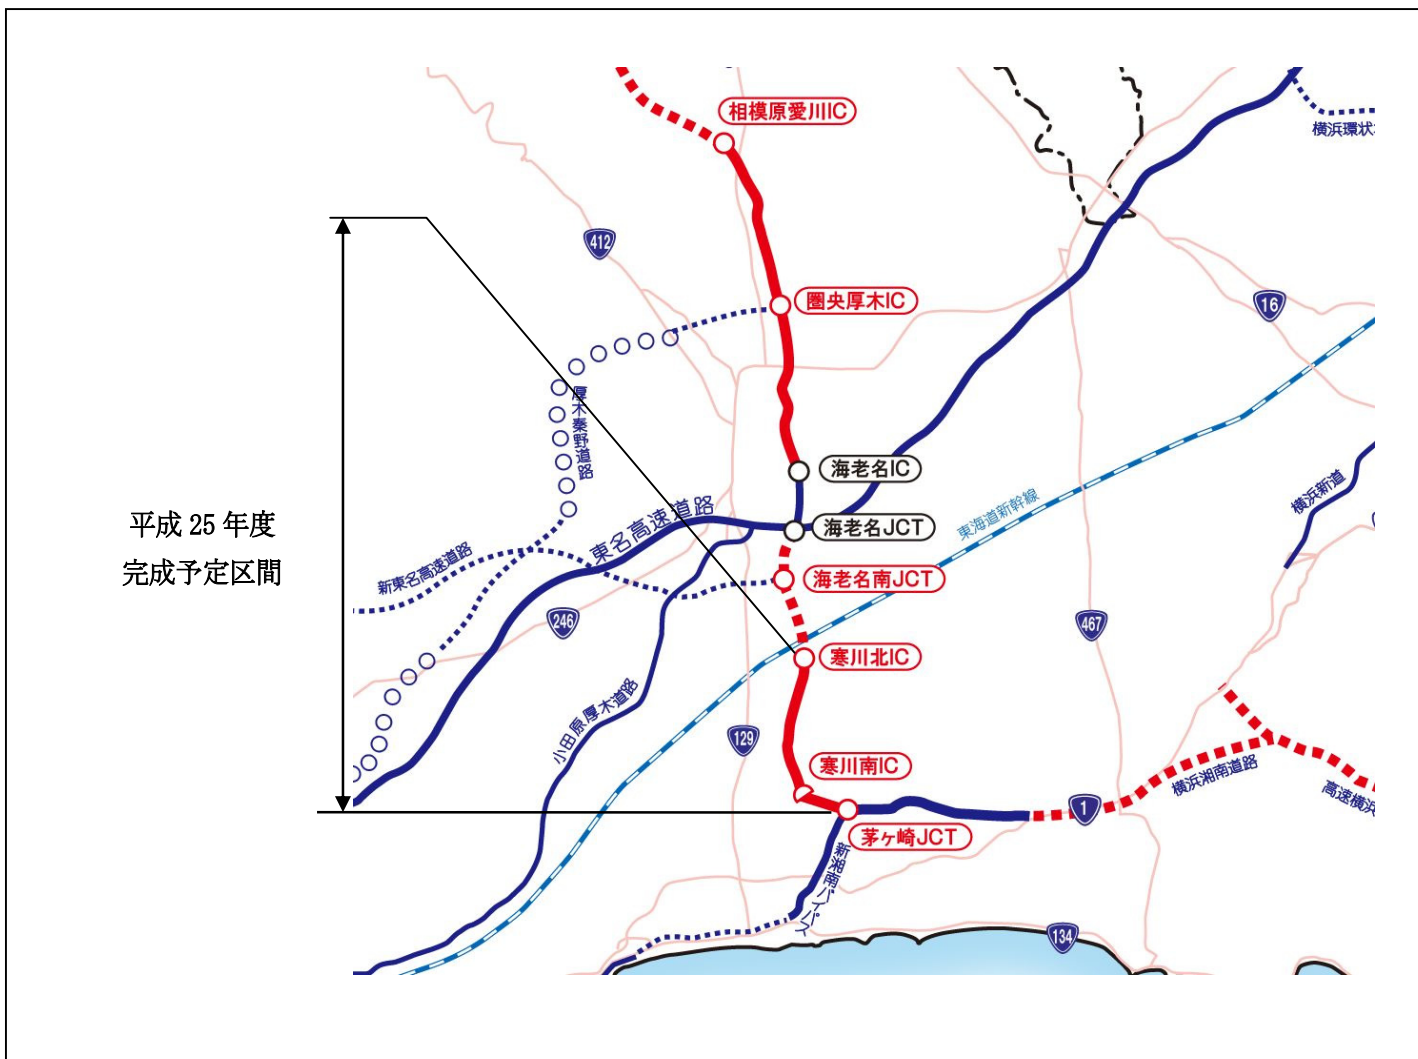 相模原愛川IC
横浜環状
412
圏央厚木IC
16
厚木秦野道路
海老名IC
横浜新道
東名高速道路
東海道新幹線
海老名JCT
平成 25 年度
完成予定区間
新東名高速道路
海老名南JCT
246
467
寒川北IC
小田原厚木道路
129
寒川南IC
横浜湘南道路
高速横浜
1
茅ヶ崎JCT
新湘南バイパス
134